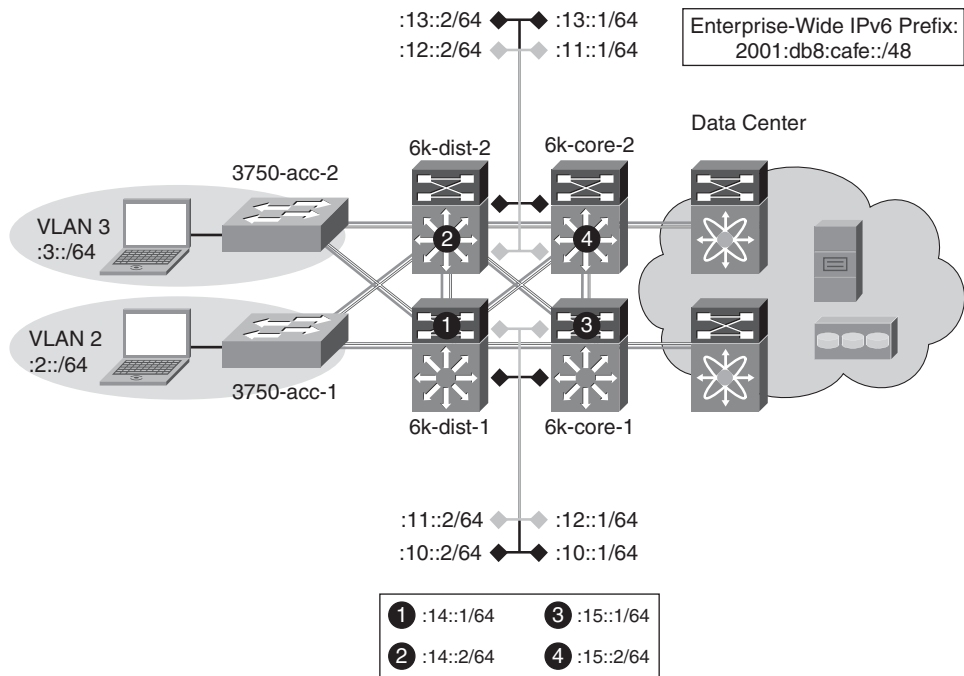 :13::2/64
:13::1/64
:12::2/64
:11::1/64
Enterprise-Wide IPv6 Prefix:
2001:db8:cafe::/48
Data Center
6k-dist-2
6k-core-2
3750-acc-2
VLAN 3
:3::/64
2
4
1
3
VLAN 2
:2::/64
3750-acc-1
6k-dist-1
6k-core-1
:11::2/64
:12::1/64
:10::2/64
:10::1/64
1 :14::1/64
3 :15::1/64
2 :14::2/64
4 :15::2/64